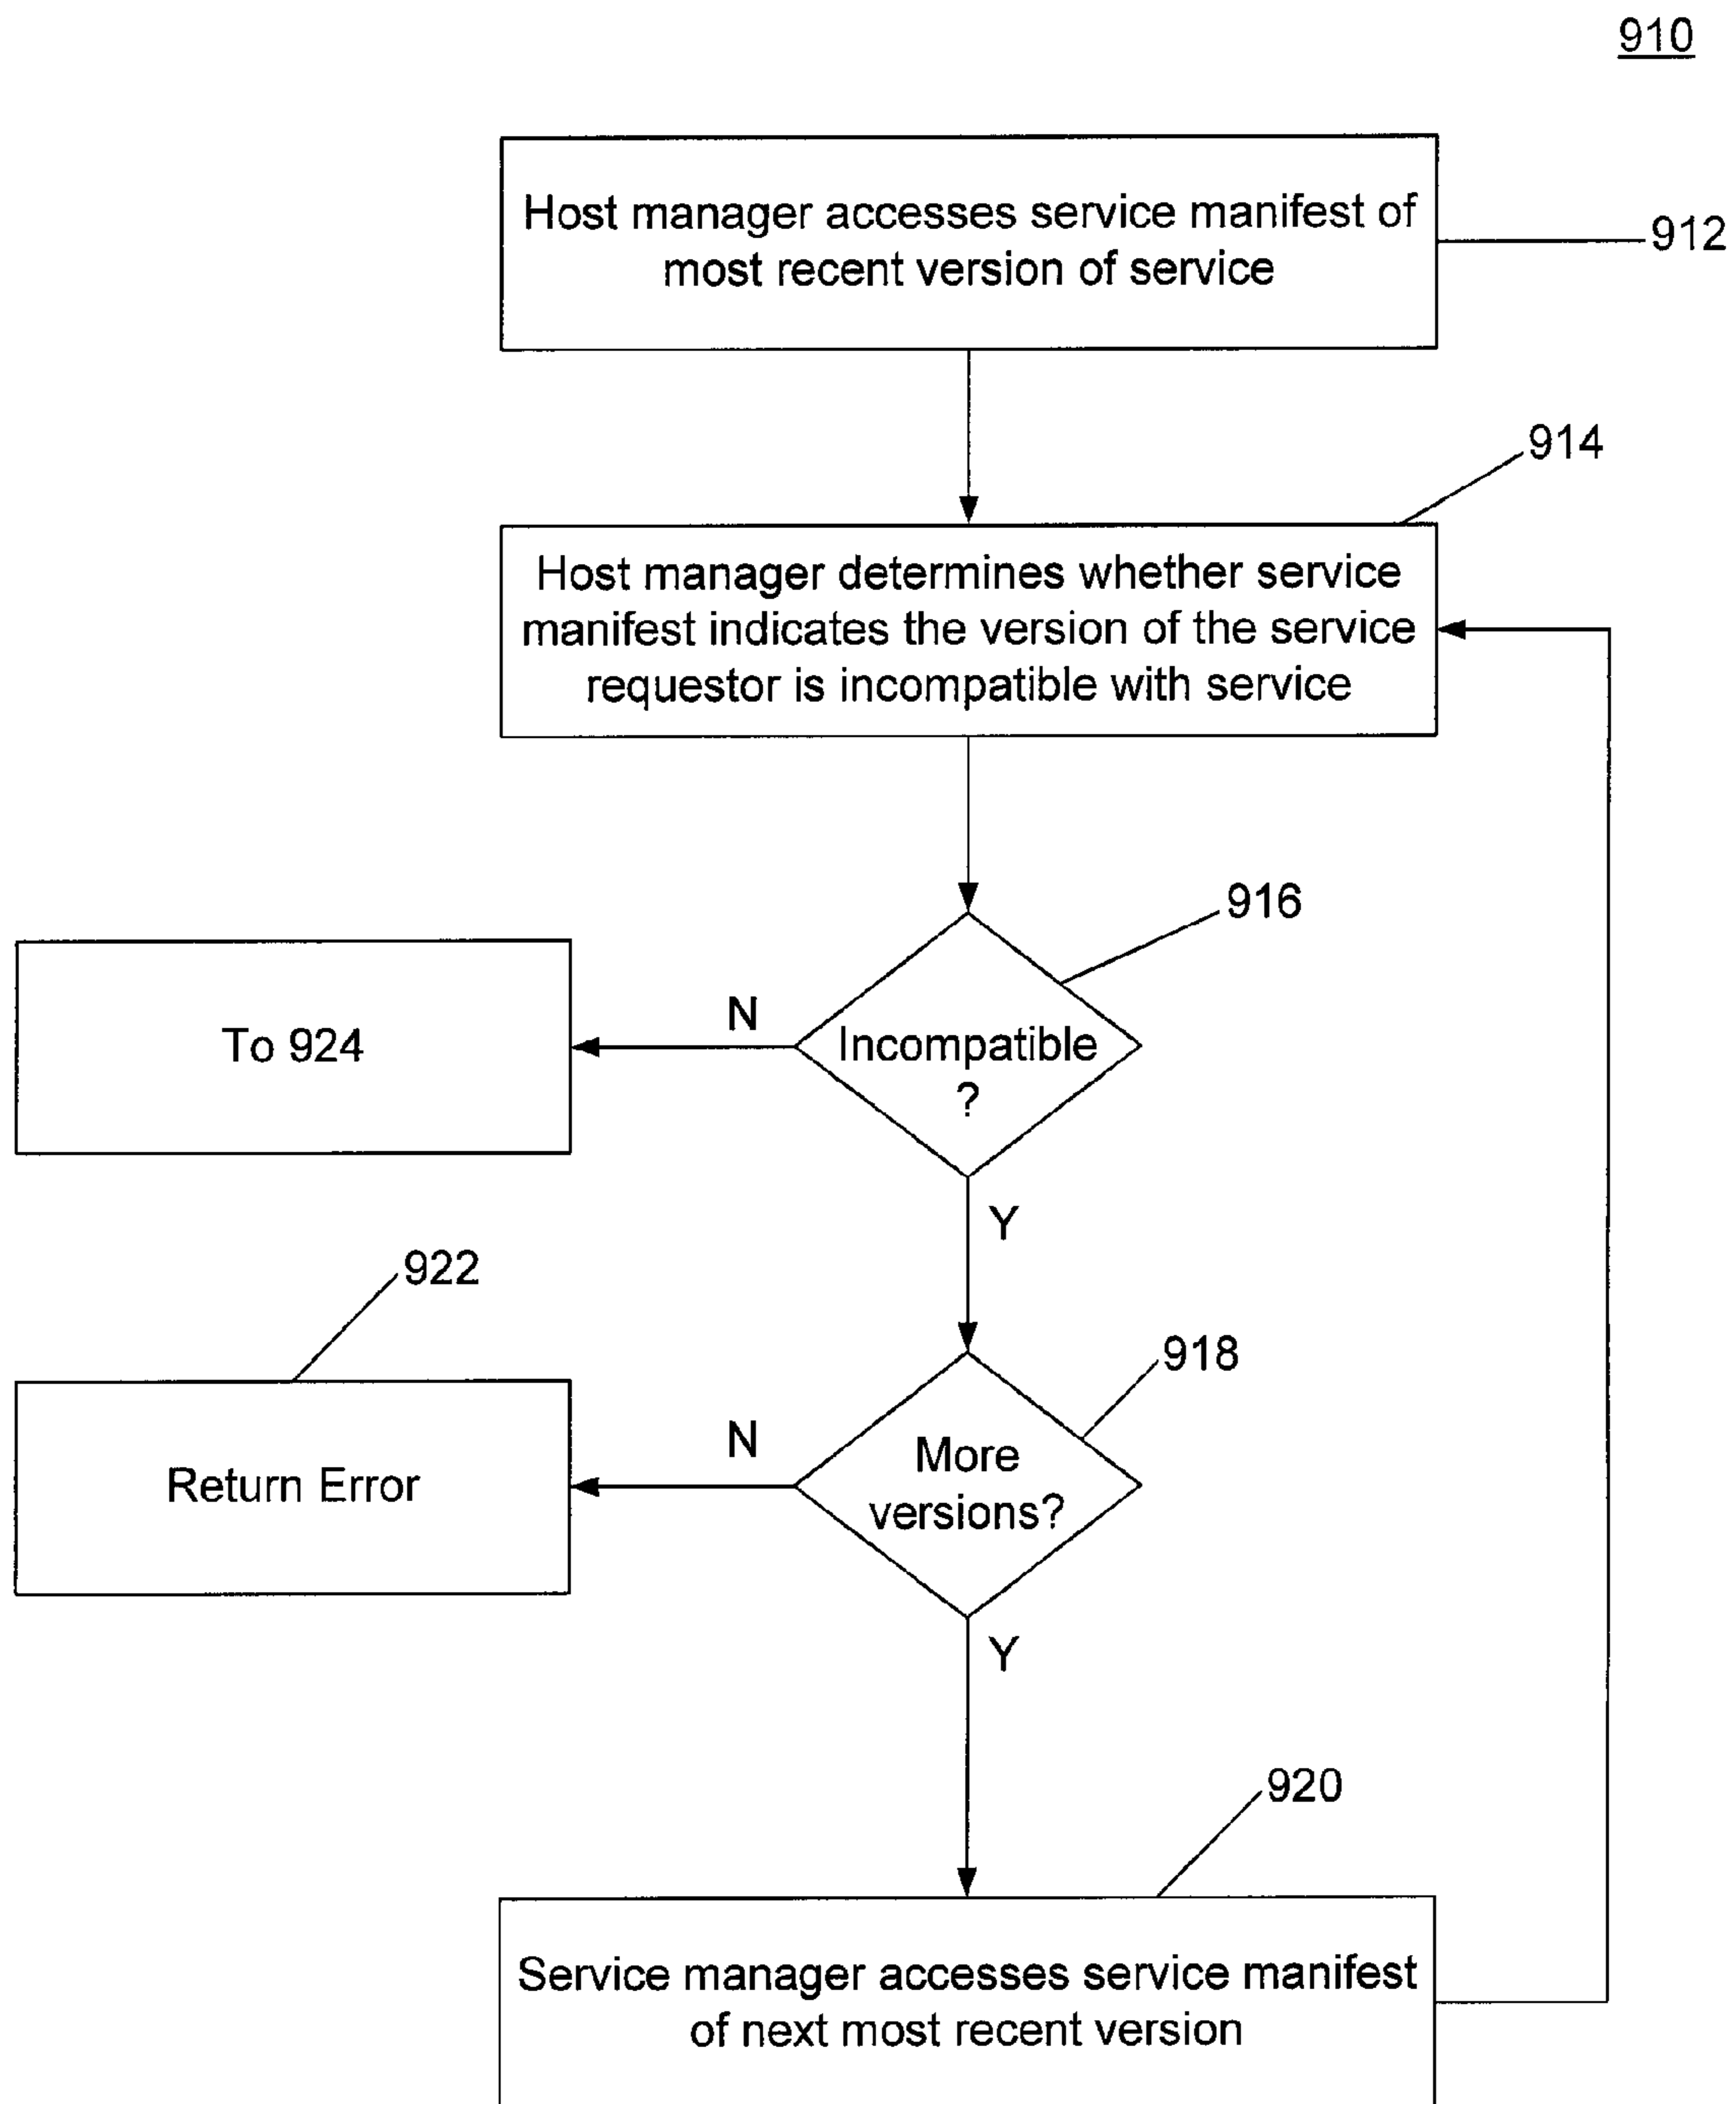 910
Host manager accesses service manifest of
most recent version of service
912
914
Host manager determines whether service
manifest indicates the version of the service
requestor is incompatible with service
916
Incompatible
?
N
To 924
Y
922
918
More
versions?
N
Return Error
Y
920
Service manager accesses service manifest
of next most recent version